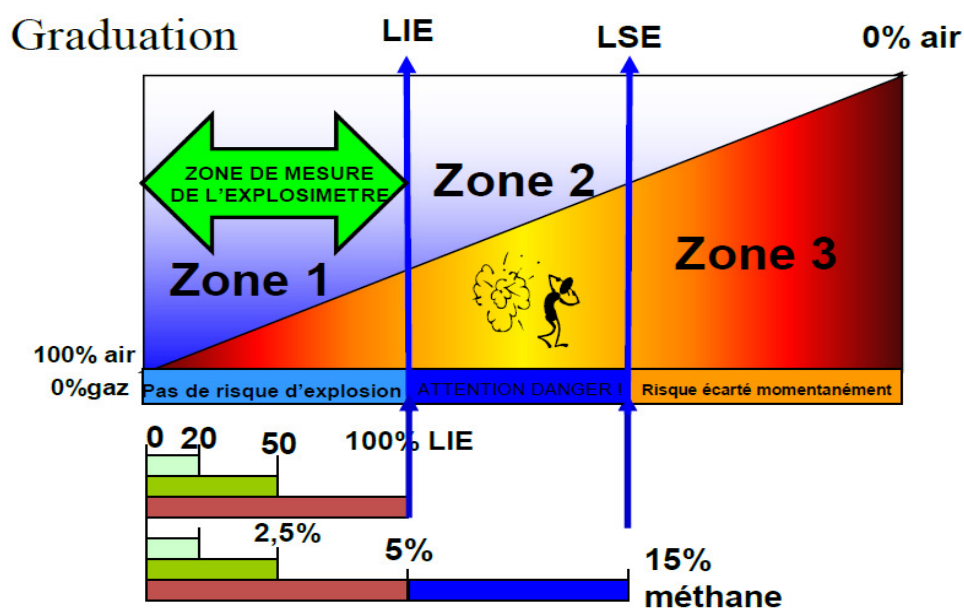 Graduation
LIE
LSE
0% air
ZONE DE MESURE
DE L'EXPLOSIMETRE
Zone 1
Zone 2
Zone 3
100% air
0%gaz
Pas de risque d'explosion
ATTENTION DANGER !
Risque écarté momentanément
0 20 50 100% LIE
2,5%
5%
15%
méthane